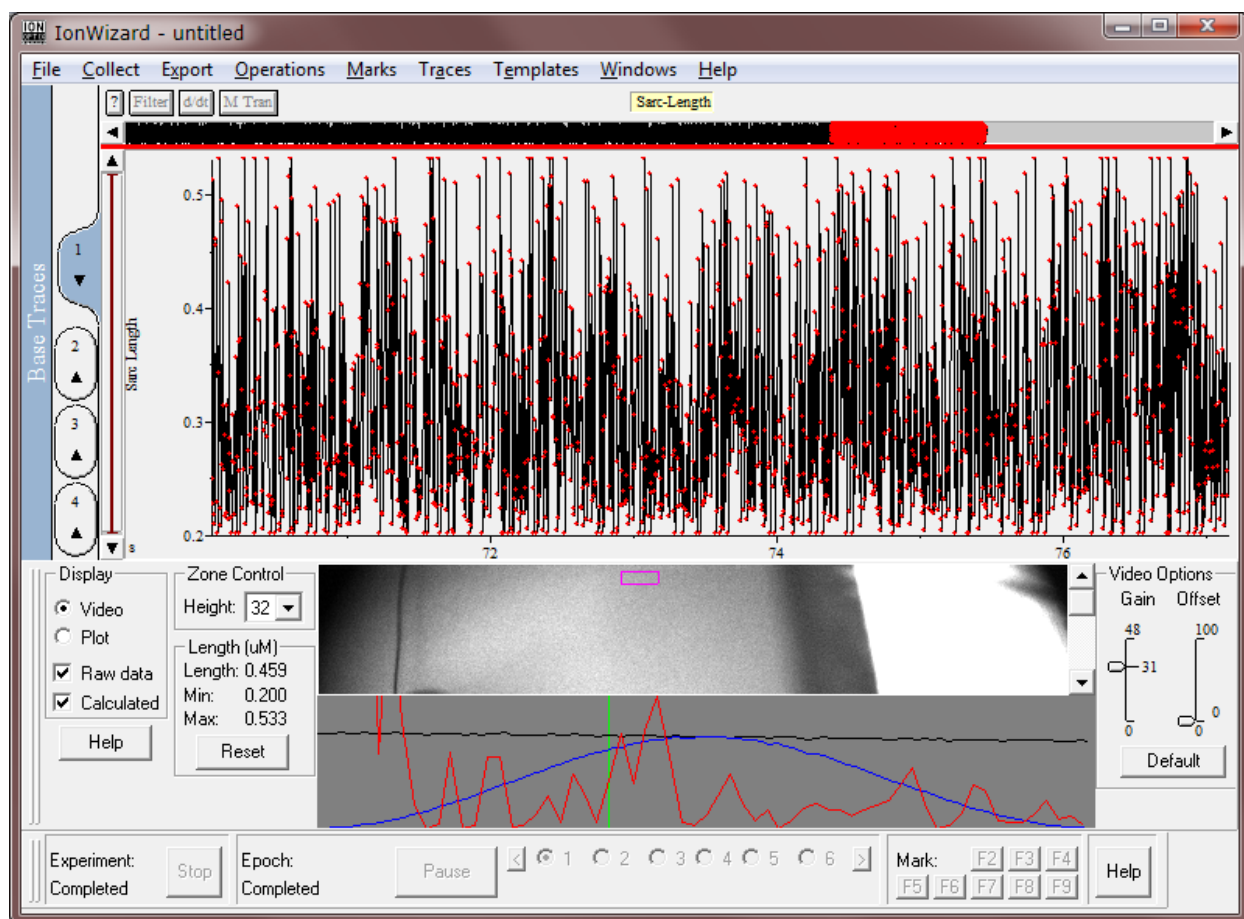 ION
OPTIX
IonWizard - untitled
File Collect Export Operations Marks Traces Templates Windows Help
? Filter d/dt M Tran Sarc-Length
Base Traces
1
2
3
4
Sarc Length
0.5
0.4
0.3
0.2
s 72 74 76
Display
Video
Plot
Raw data
Calculated
Help
Zone Control
Height: 32
Length (uM)
Length: 0.459
Min: 0.200
Max: 0.533
Reset
Video Options
Gain Offset
48 100
31
0
0 0
Default
Experiment:
Completed
Stop
Epoch:
Completed
Pause
< 1 2 3 4 5 6 >
Mark: F2 F3 F4
F5 F6 F7 F8 F9
Help